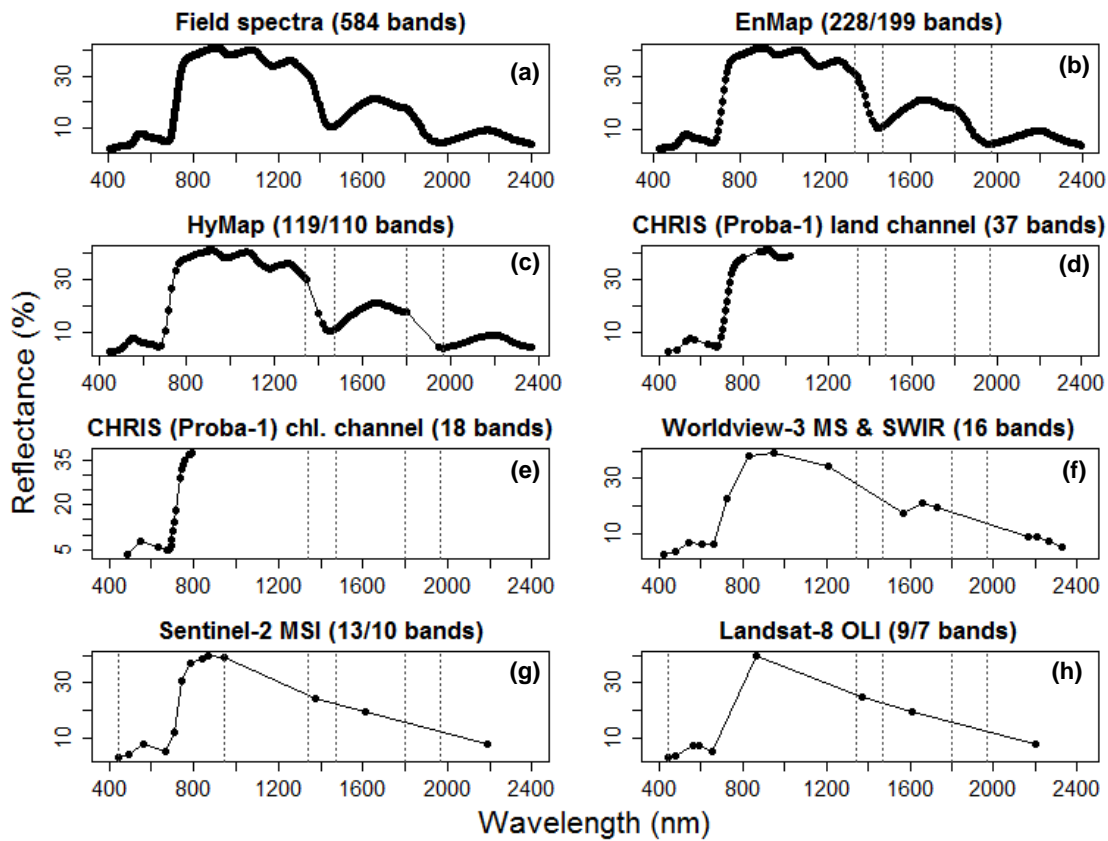 Field spectra (584 bands)
EnMap (228/199 bands)
(a)
(b)
30
10
30
10
400 800 1200 1600 2000 2400
400 800 1200 1600 2000 2400
HyMap (119/110 bands)
CHRIS (Proba-1) land channel (37 bands)
(c)
(d)
30
10
30
10
400 800 1200 1600 2000 2400
400 800 1200 1600 2000 2400
Reflectance (%)
CHRIS (Proba-1) chl. channel (18 bands)
Worldview-3 MS & SWIR (16 bands)
(e)
(f)
35
20
5
30
10
400 800 1200 1600 2000 2400
400 800 1200 1600 2000 2400
Sentinel-2 MSI (13/10 bands)
Landsat-8 OLI (9/7 bands)
(g)
(h)
30
10
30
10
400 800 1200 1600 2000 2400
400 800 1200 1600 2000 2400
Wavelength (nm)